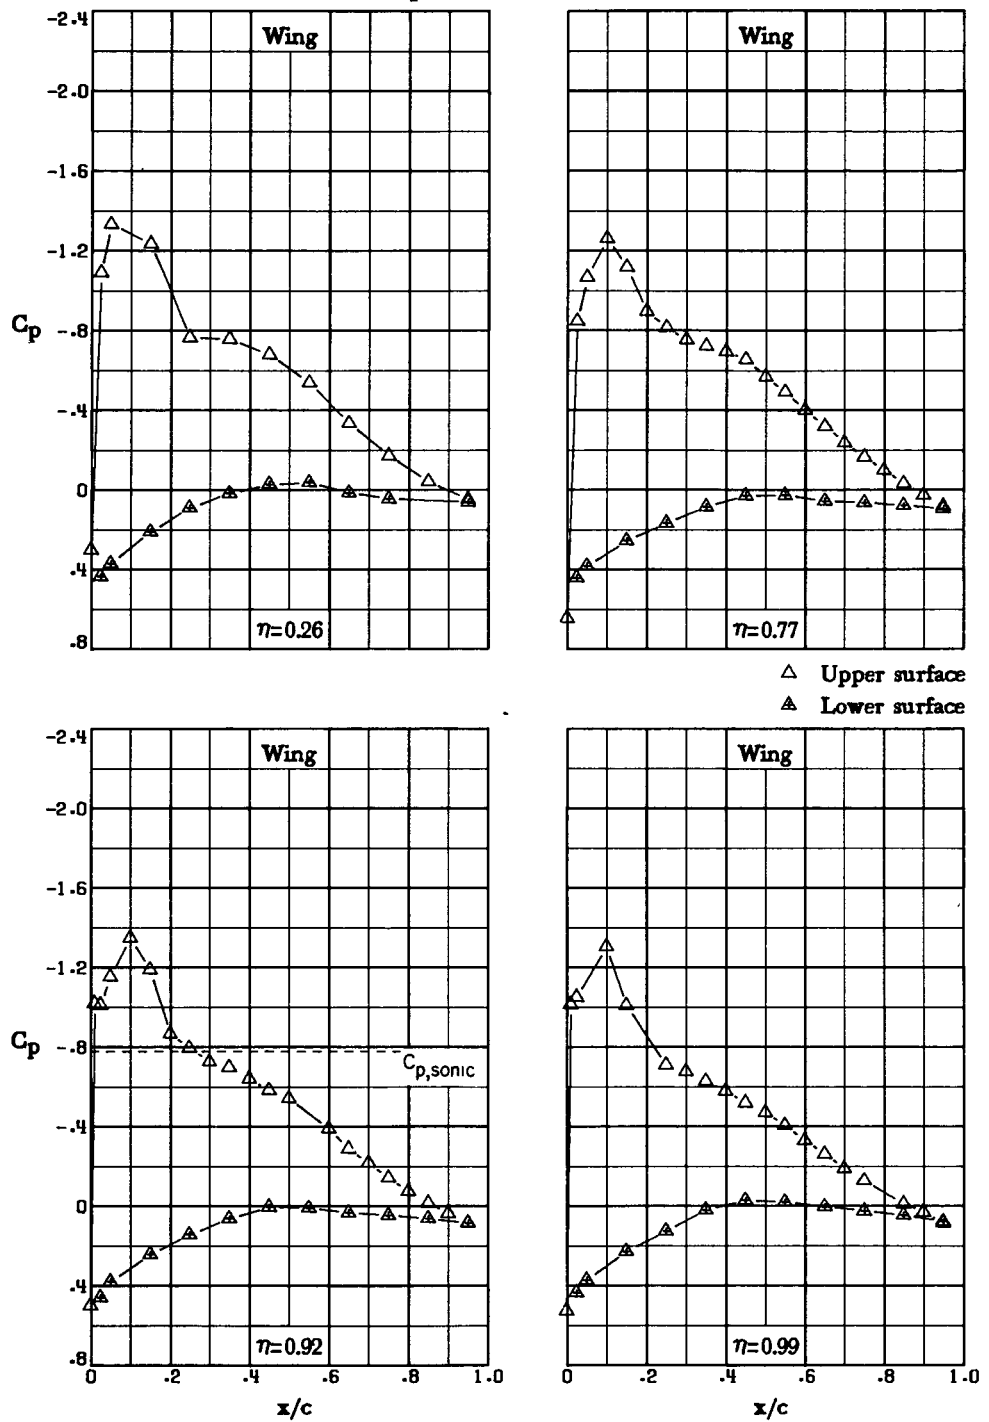 -2.4
Wing
Wing
-2.0
-1.6
-1.2
Cp
-.8
-.4
0
.4
.8
η=0.26
η=0.77
Upper surface
Lower surface
-2.4
Wing
Wing
-2.0
-1.6
-1.2
Cp
-.8
Cp,sonic
-.4
0
.4
.8
η=0.92
η=0.99
0 .2 .4 .6 .8 1.0
0 .2 .4 .6 .8 1.0
x/c
x/c